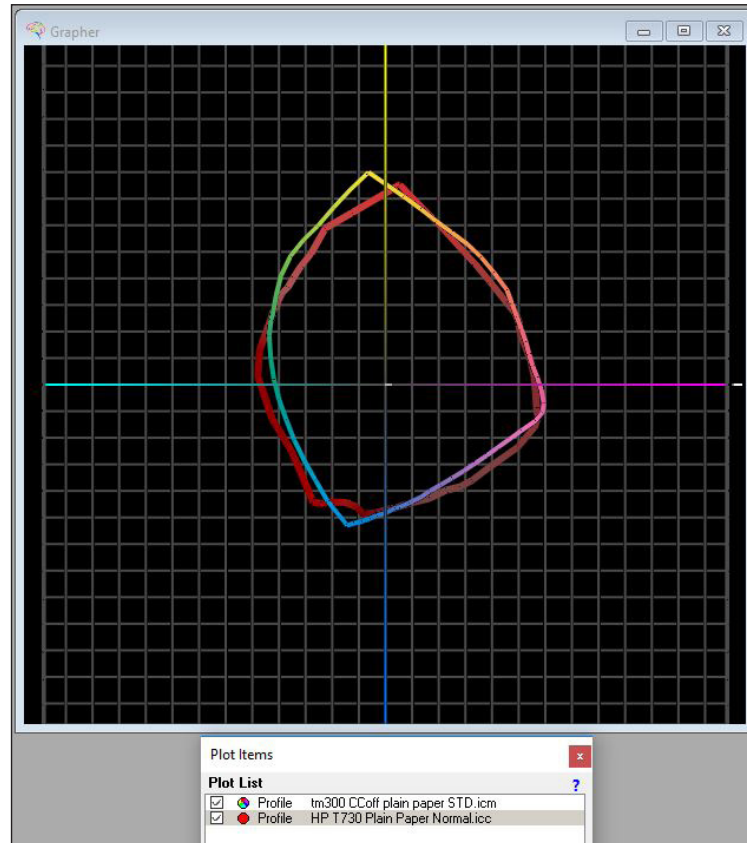 Grapher
Plot Items
Plot List ?
Profile tm300 CCoff plain paper STD.icm
Profile HP T730 Plain Paper Normal.icc